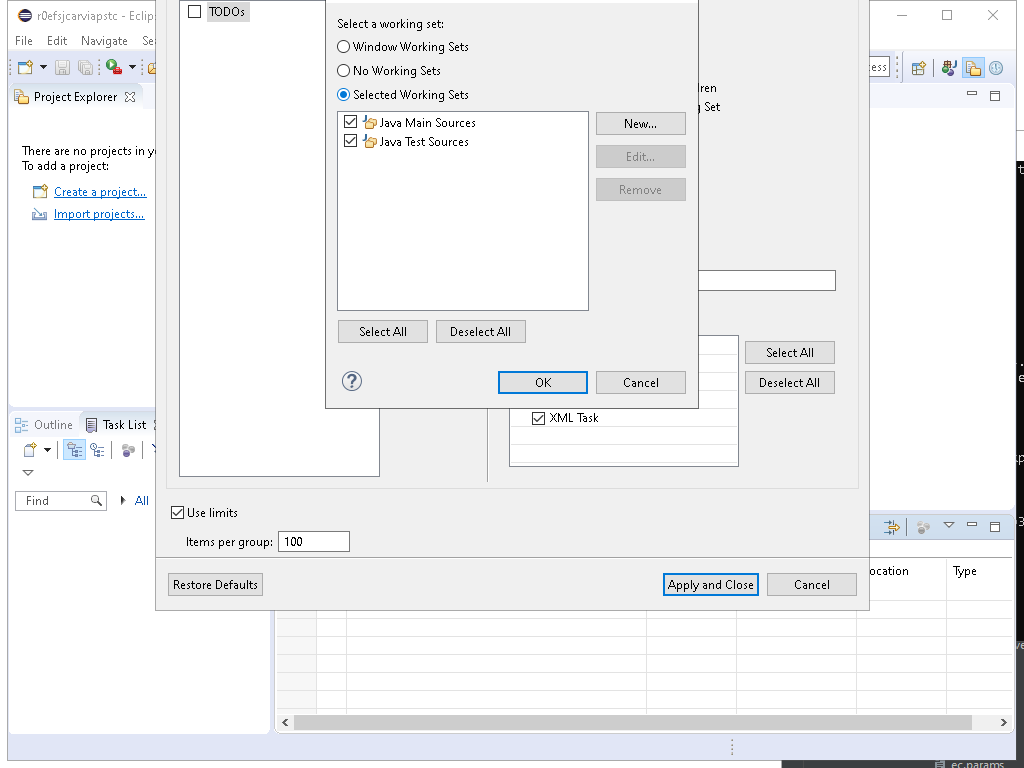 r0efsjcarviapstc - Eclip
File Edit Navigate Se
Project Explorer
There are no projects in y
To add a project:
Create a project...
Import projects...
Outline
Task List
Find
All
TODOs
Select a working set:
Window Working Sets
No Working Sets
Selected Working Sets
Java Main Sources
Java Test Sources
New...
Edit...
Remove
Select All
Deselect All
?
OK
Cancel
dren
g Set
ess
Select All
Deselect All
XML Task
Use limits
Items per group: 100
Restore Defaults
Apply and Close
Cancel
ocation
Type
ec.params